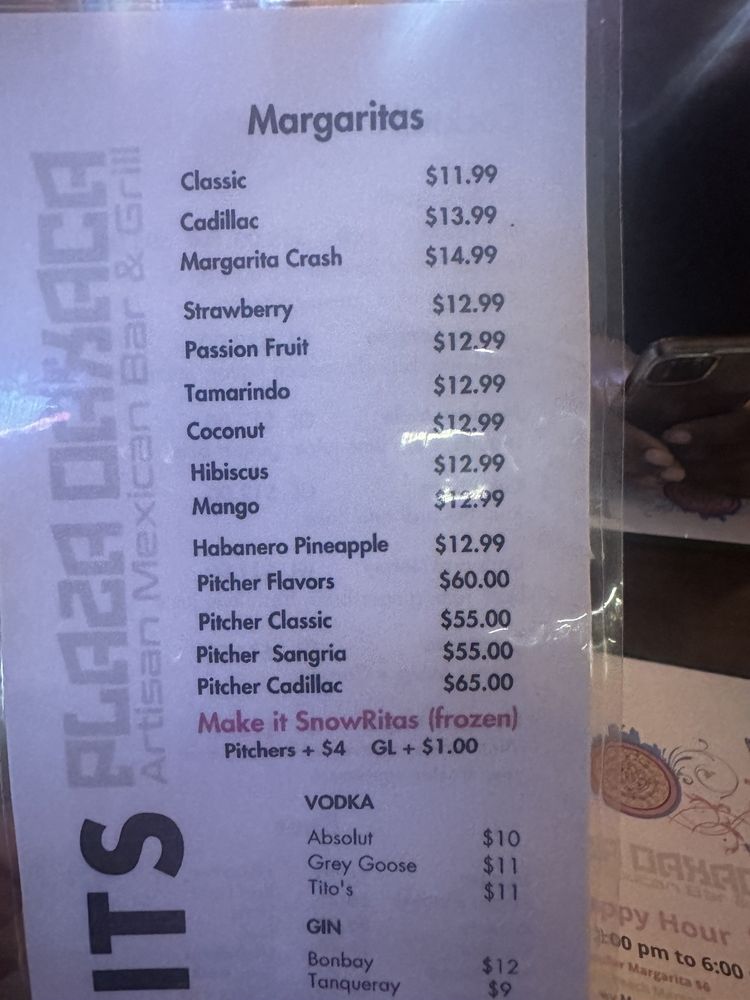 Margaritas
Classic $11.99
Cadillac $13.99
Margarita Crash $14.99
Strawberry $12.99
Passion Fruit $12.99
Tamarindo $12.99
Coconut $12.99
Hibiscus $12.99
Mango $12.99
Habanero Pineapple $12.99
Pitcher Flavors $60.00
Pitcher Classic $55.00
Pitcher Sangria $55.00
Pitcher Cadillac $65.00
Make it SnowRitas (frozen)
Pitchers + $4 GL + $1.00
VODKA
Absolut $10
Grey Goose $11
Tito's $11
GIN
Bonbay $12
Tanqueray $9
PLAZA OAXACA
Artisan Mexican Bar & Grill
ITS
Hour
pm to 6:00
Margarita $6